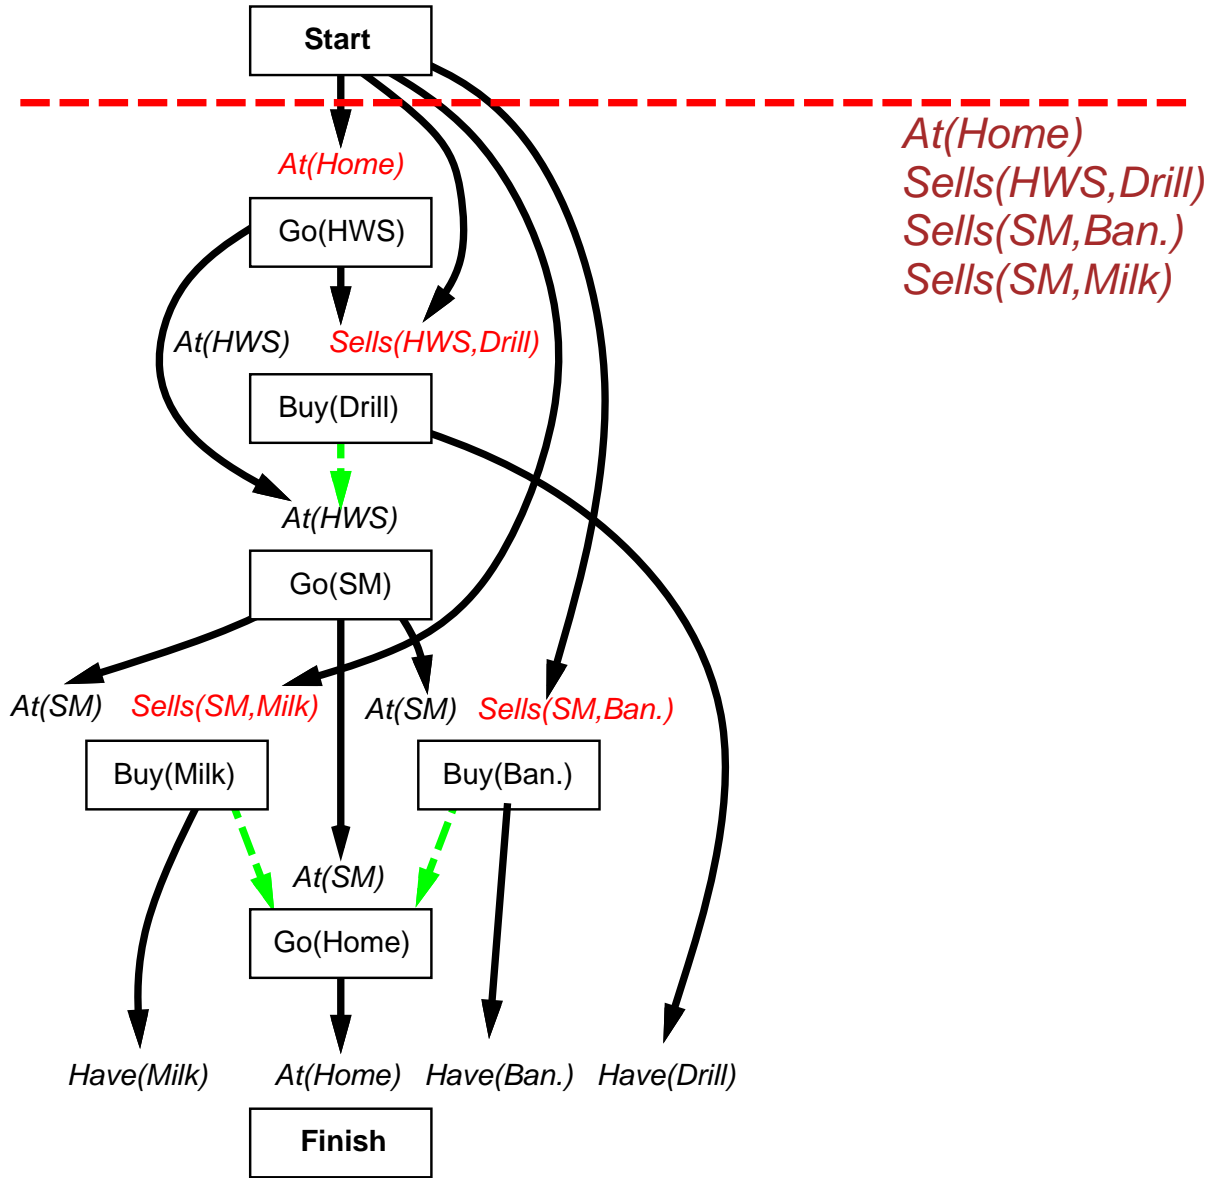 Start
At(Home)
Sells(HWS,Drill)
Sells(SM,Ban.)
Sells(SM,Milk)
At(Home)
Go(HWS)
At(HWS) Sells(HWS,Drill)
Buy(Drill)
At(HWS)
Go(SM)
At(SM) Sells(SM,Milk) At(SM) Sells(SM,Ban.)
Buy(Milk) Buy(Ban.)
At(SM)
Go(Home)
Have(Milk) At(Home) Have(Ban.) Have(Drill)
Finish